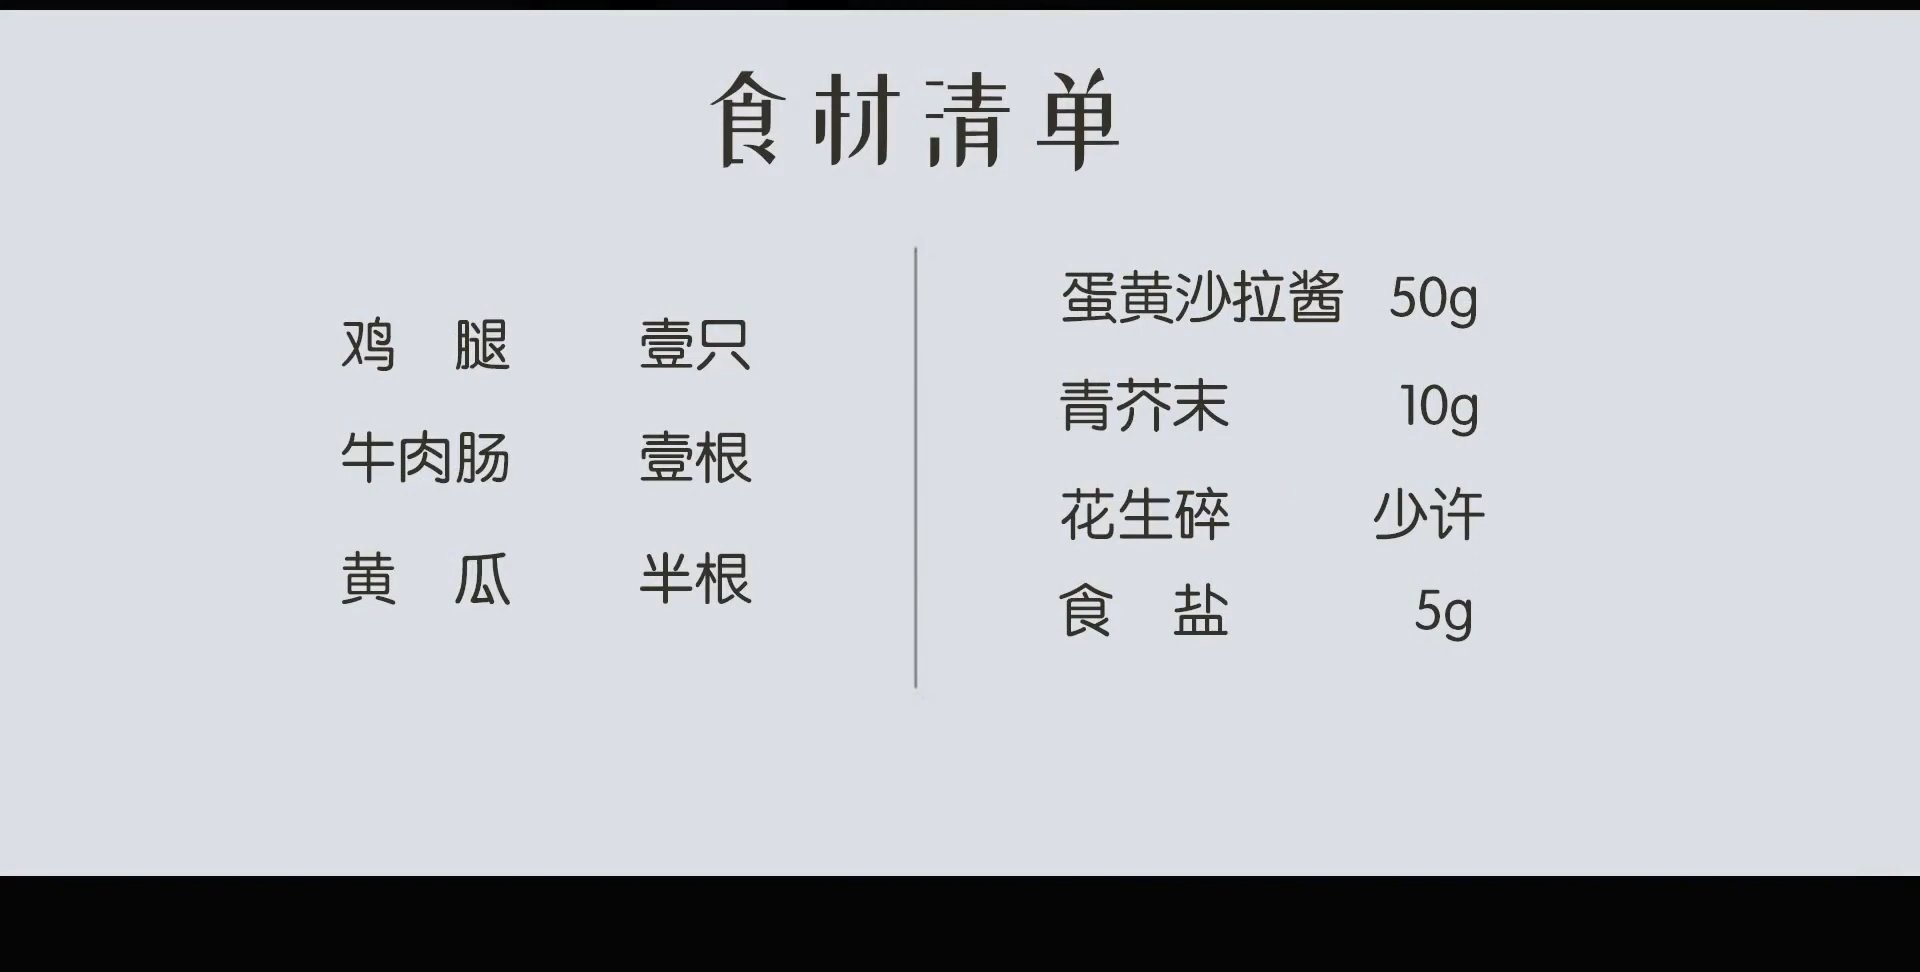 食材清单
鸡 腿 壹只
牛肉肠 壹根
黄 瓜 半根
蛋黄沙拉酱 50g
青芥末 10g
花生碎 少许
食 盐 5g